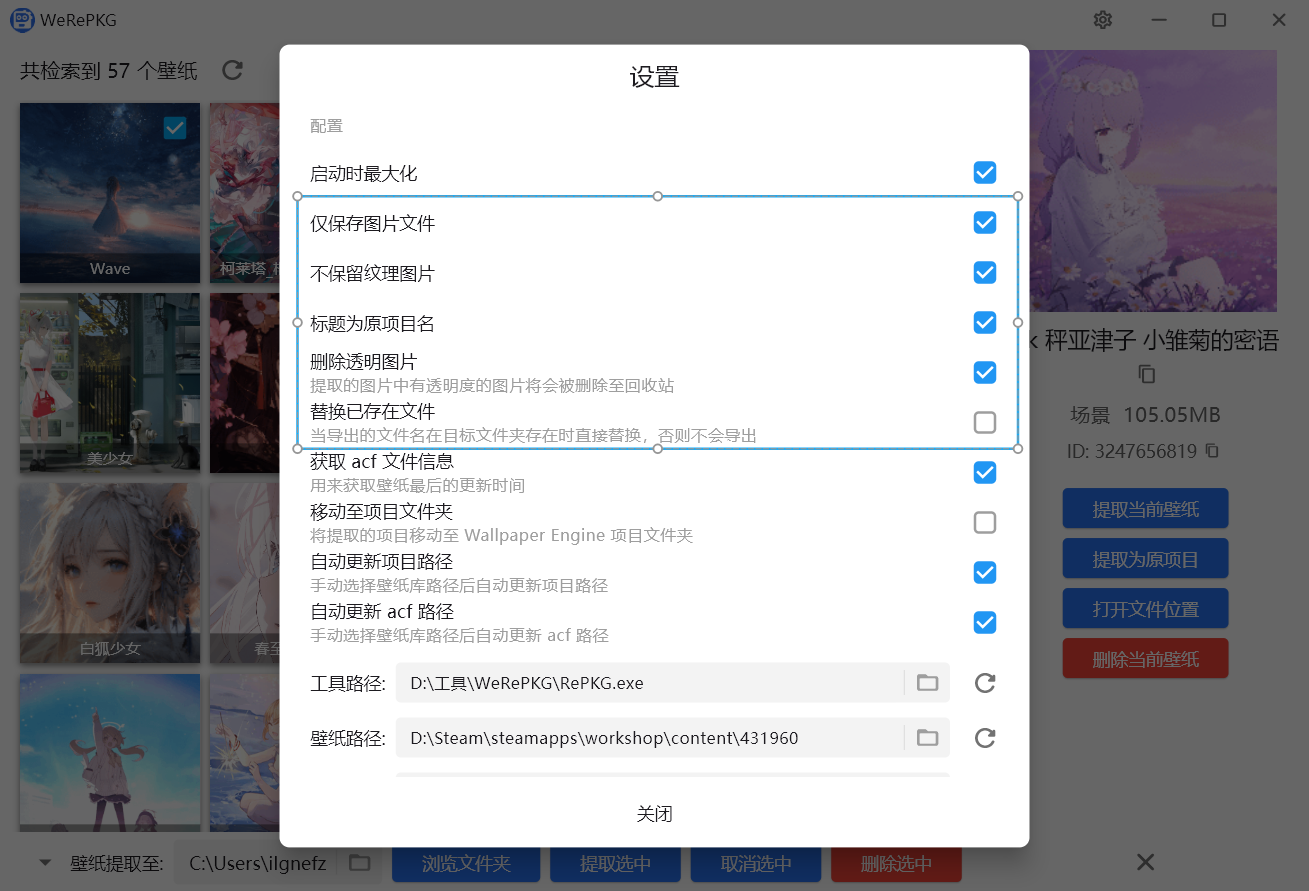 WeRePKG
共检索到 57 个壁纸
Wave
柯莱塔_
美少女
白狐少女
春至
设置
配置
启动时最大化
仅保存图片文件
不保留纹理图片
标题为原项目名
删除透明图片
提取的图片中有透明度的图片将会被删除至回收站
替换已存在文件
当导出的文件名在目标文件夹存在时直接替换，否则不会导出
获取 acf 文件信息
用来获取壁纸最后的更新时间
移动至项目文件夹
将提取的项目移动至 Wallpaper Engine 项目文件夹
自动更新项目路径
手动选择壁纸库路径后自动更新项目路径
自动更新 acf 路径
手动选择壁纸库路径后自动更新 acf 路径
工具路径: D:\工具\WeRePKG\RePKG.exe
壁纸路径: D:\Steam\steamapps\workshop\content\431960
关闭
秤亚津子 小雏菊的密语
场景 105.05MB
ID: 3247656819
提取当前壁纸
提取为原项目
打开文件位置
删除当前壁纸
壁纸提取至: C:\Users\ilgnefz 浏览文件夹 提取选中 取消选中 删除选中